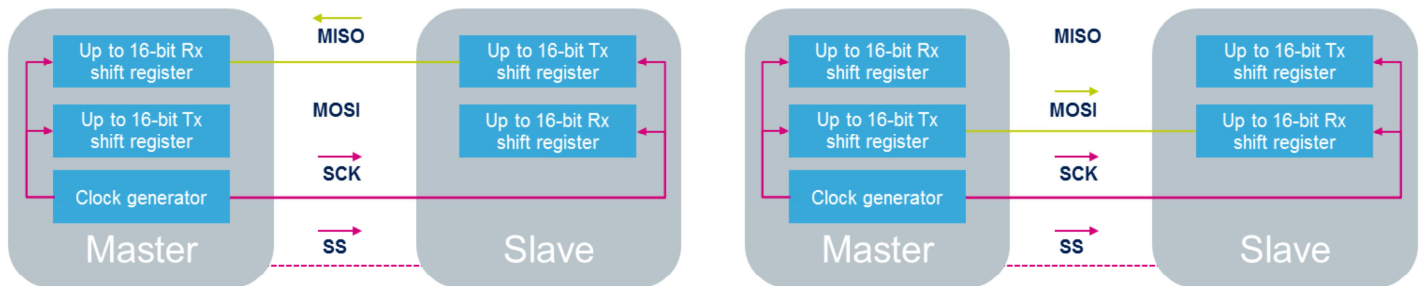 MISO
Up to 16-bit Rx
shift register
Up to 16-bit Tx
shift register
MOSI
Up to 16-bit Tx
shift register
Up to 16-bit Rx
shift register
SCK
Clock generator
Master
SS
Slave
MISO
Up to 16-bit Rx
shift register
Up to 16-bit Tx
shift register
MOSI
Up to 16-bit Tx
shift register
Up to 16-bit Rx
shift register
SCK
Clock generator
Master
SS
Slave